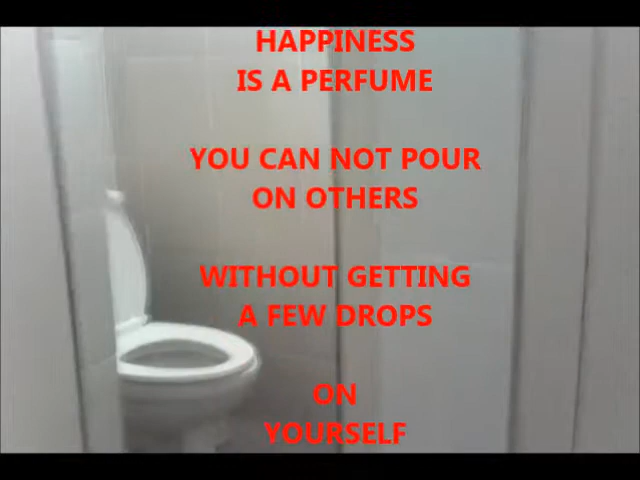 HAPPINESS
IS A PERFUME
YOU CAN NOT POUR
ON OTHERS
WITHOUT GETTING
A FEW DROPS
ON
YOURSELF